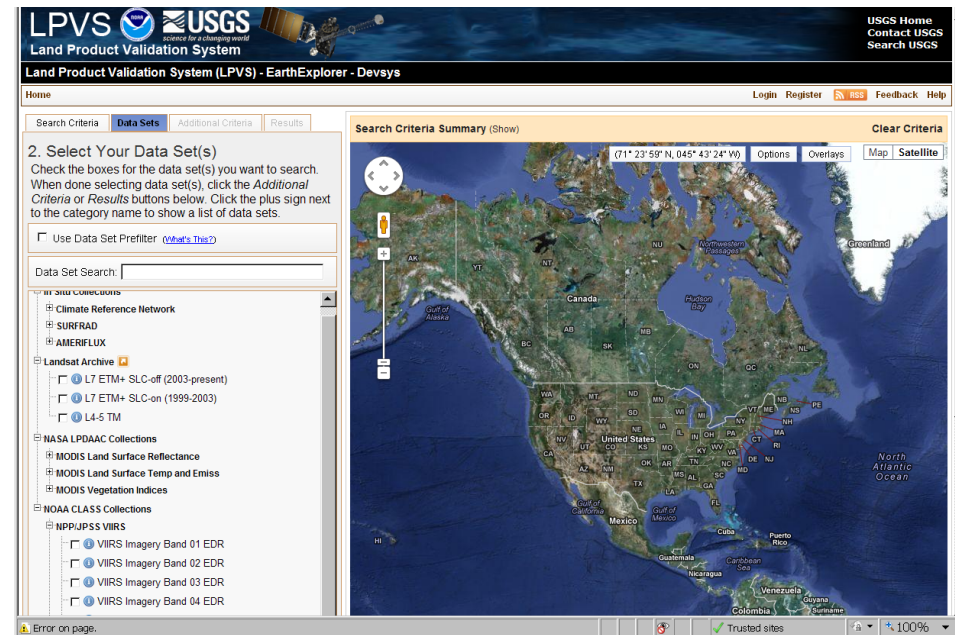 LPVS NOAA USGS
science for a changing world
Land Product Validation System
USGS Home
Contact USGS
Search USGS
Land Product Validation System (LPVS) - EarthExplorer - Devsys
Home
Login Register RSS Feedback Help
Search Criteria Data Sets Additional Criteria Results
2. Select Your Data Set(s)
Check the boxes for the data set(s) you want to search.
When done selecting data set(s), click the Additional
Criteria or Results buttons below. Click the plus sign next
to the category name to show a list of data sets.
Use Data Set Prefilter (What's This?)
Data Set Search:
In Situ Collections
Climate Reference Network
SURFRAD
AMERIFLUX
Landsat Archive
L7 ETM+ SLC-off (2003-present)
L7 ETM+ SLC-on (1999-2003)
L4-5 TM
NASA LPDAAC Collections
MODIS Land Surface Reflectance
MODIS Land Surface Temp and Emiss
MODIS Vegetation Indices
NOAA CLASS Collections
NPP/JPSS VIIRS
VIIRS Imagery Band 01 EDR
VIIRS Imagery Band 02 EDR
VIIRS Imagery Band 03 EDR
VIIRS Imagery Band 04 EDR
Search Criteria Summary (Show)
Clear Criteria
(71° 23' 59" N, 045° 43' 24" W) Options Overlays Map Satellite
NU
Northwestern
Passages
Greenland
AK
YT
NT
Canada
Hudson
Bay
Gulf of
Alaska
AB
MB
BC
SK
NL
ON
QC
WA
MT
ND
MN
NB
PE
OR
ID
SD
WI
MI
VT
ME
NS
WY
NY
NH
NE
IA
MA
NV
UT
United States
IL
IN
OH
PA
CT
RI
CO
KS
MO
KY
WV
VA
CA
OK
AR
TN
NC
DE
NJ
AZ
NM
MS
AL
SC
MD
TX
GA
LA
North
Atlantic
Ocean
FL
Gulf of
California
Gulf of
Mexico
Mexico
HI
Cuba
Puerto
Rico
Guatemala
Caribbean
Sea
Nicaragua
Venezuela
Guyana
Colombia
Suriname
Error on page.
Trusted sites
100%